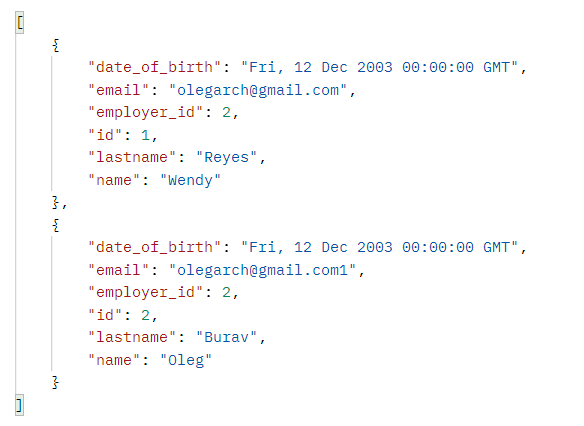 [
    {
        "date_of_birth": "Fri, 12 Dec 2003 00:00:00 GMT",
        "email": "olegarch@gmail.com",
        "employer_id": 2,
        "id": 1,
        "lastname": "Reyes",
        "name": "Wendy"
    },
    {
        "date_of_birth": "Fri, 12 Dec 2003 00:00:00 GMT",
        "email": "olegarch@gmail.com1",
        "employer_id": 2,
        "id": 2,
        "lastname": "Burav",
        "name": "Oleg"
    }
]